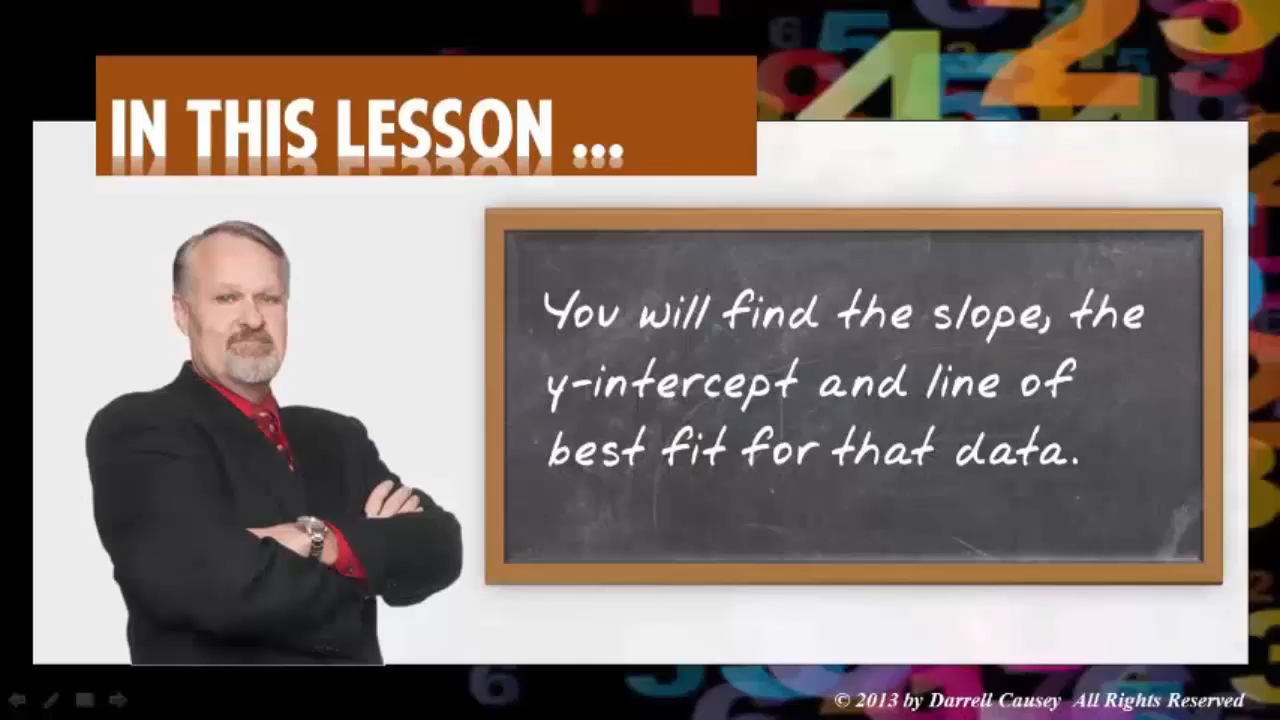 IN THIS LESSON ...
You will find the slope, the
y-intercept and line of
best fit for that data.
© 2013 by Darrell Causey All Rights Reserved